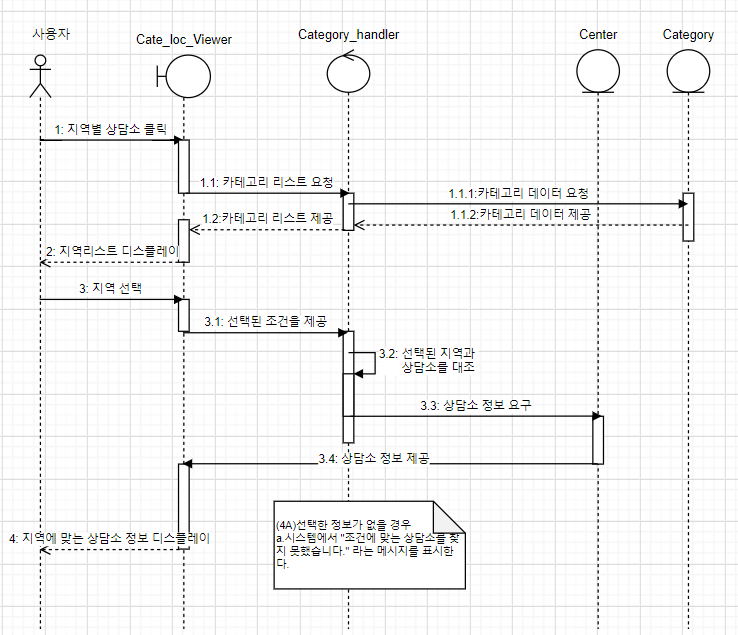 사용자
Cate_loc_Viewer
Category_handler
Center
Category
1: 지역별 상담소 클릭
1.1: 카테고리 리스트 요청
1.1.1:카테고리 데이터 요청
1.2:카테고리 리스트 제공
1.1.2:카테고리 데이터 제공
2: 지역리스트 디스플레이
3: 지역 선택
3.1: 선택된 조건을 제공
3.2: 선택된 지역과
상담소를 대조
3.3: 상담소 정보 요구
3.4: 상담소 정보 제공
(4A)선택한 정보가 없을 경우
a.시스템에서 "조건에 맞는 상담소를 찾
지 못했습니다." 라는 메시지를 표시한
다.
4: 지역에 맞는 상담소 정보 디스플레이